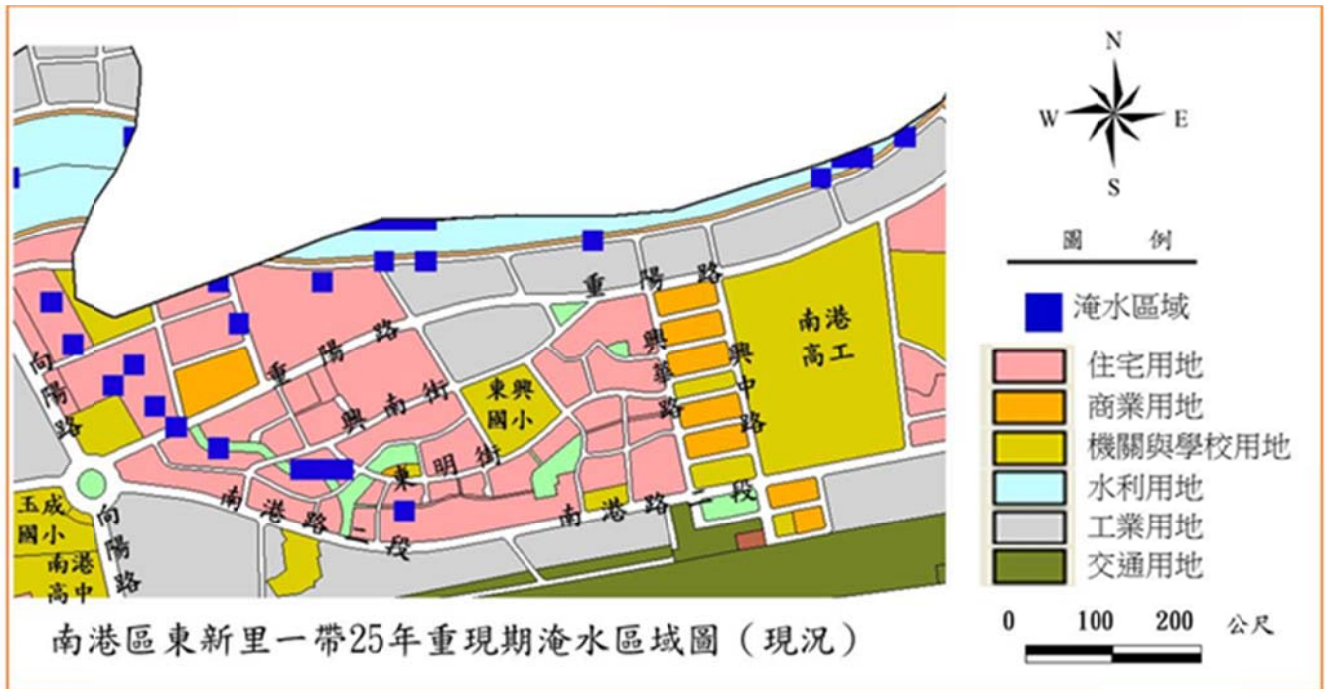 N
W E
S
圖 例
淹水區域
住宅用地
商業用地
機關與學校用地
水利用地
工業用地
交通用地
0 100 200 公尺
重陽路
重陽路
向陽路
向陽路
興南街
東興
國小
東明街
興華路
興中路
南港
高工
南港路二段
南港路二段
玉成
國小
南港
高中
南港區東新里一帶25年重現期淹水區域圖（現況）